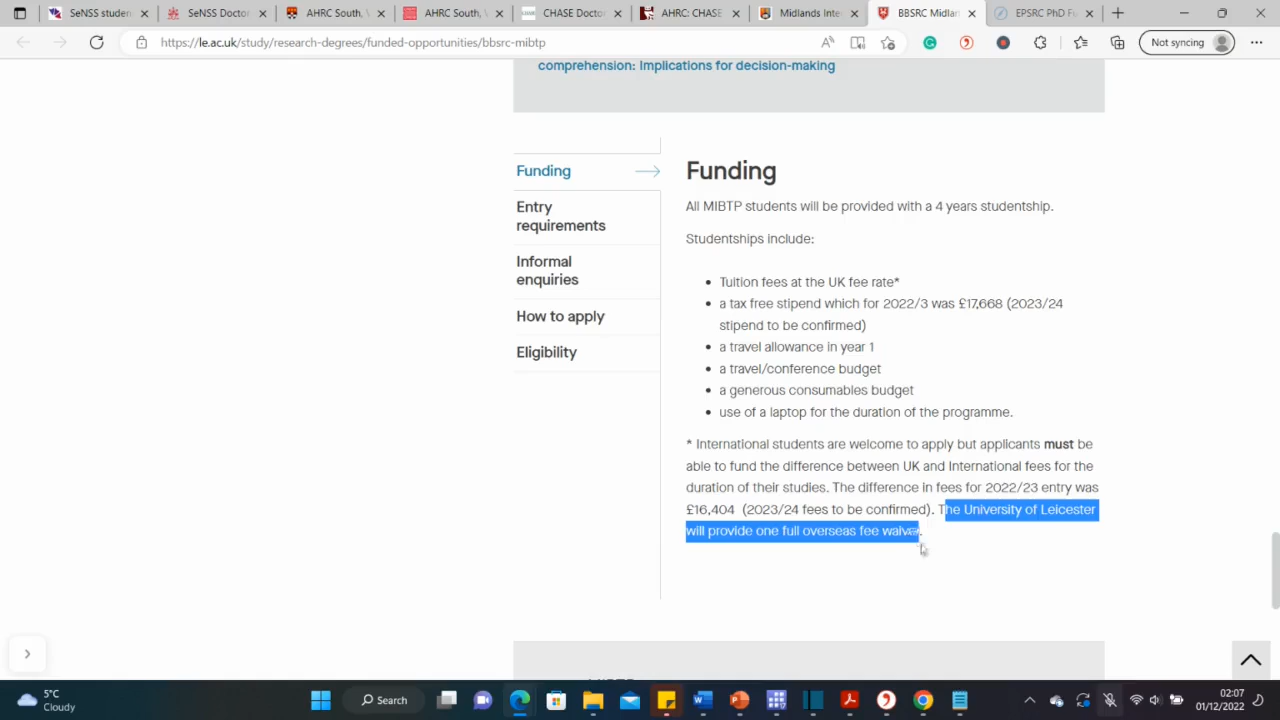 SeNSS studen
SeNSS Doctor
AHRC South, V
AHRC South, V
CHASE Doctor
AHRC: CHASE
Midlands Inte
BBSRC Midlan
EPSRC PhD Fu
https://le.ac.uk/study/research-degrees/funded-opportunities/bbsrc-mibtp
Not syncing
comprehension: Implications for decision-making
Funding
Entry
requirements
Informal
enquiries
How to apply
Eligibility
Funding
All MIBTP students will be provided with a 4 years studentship.
Studentships include:
• Tuition fees at the UK fee rate*
• a tax free stipend which for 2022/3 was £17,668 (2023/24
stipend to be confirmed)
• a travel allowance in year 1
• a travel/conference budget
• a generous consumables budget
• use of a laptop for the duration of the programme.
* International students are welcome to apply but applicants must be
able to fund the difference between UK and International fees for the
duration of their studies. The difference in fees for 2022/23 entry was
£16,404 (2023/24 fees to be confirmed). The University of Leicester
will provide one full overseas fee waiver.
5°C
Cloudy
Search
02:07
01/12/2022